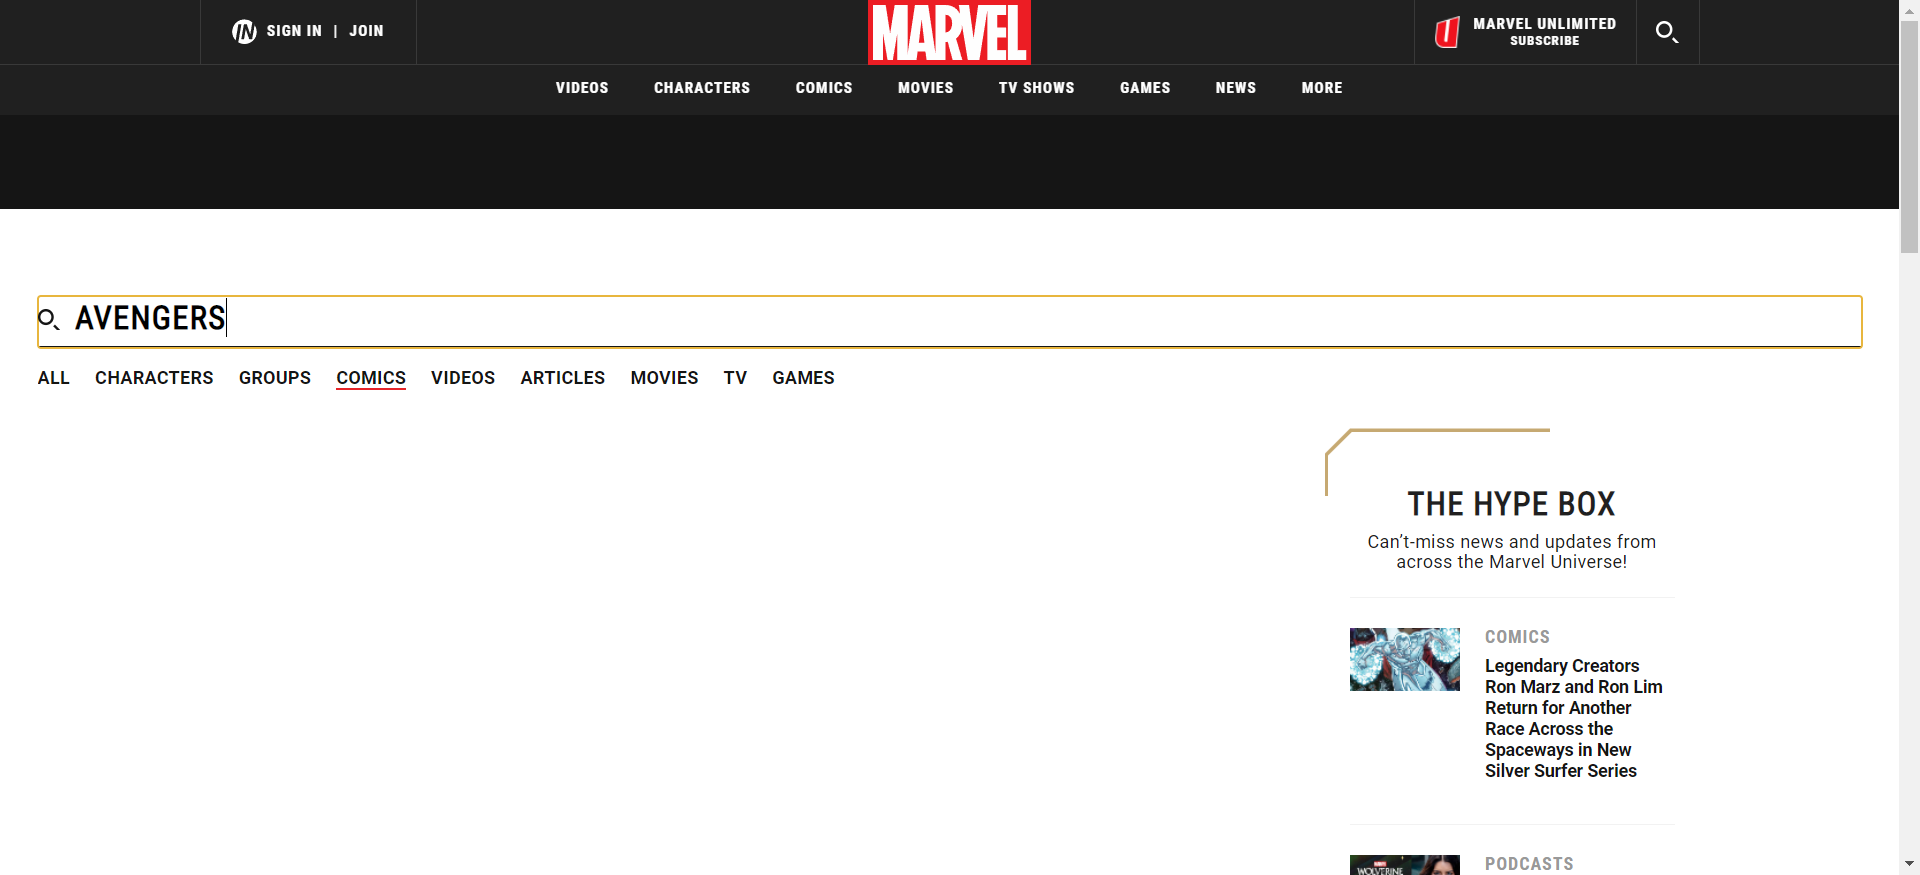 SIGN IN | JOIN
MARVEL
MARVEL UNLIMITED
SUBSCRIBE
VIDEOS CHARACTERS COMICS MOVIES TV SHOWS GAMES NEWS MORE
AVENGERS
ALL CHARACTERS GROUPS COMICS VIDEOS ARTICLES MOVIES TV GAMES
THE HYPE BOX
Can’t-miss news and updates from
across the Marvel Universe!
COMICS
Legendary Creators
Ron Marz and Ron Lim
Return for Another
Race Across the
Spaceways in New
Silver Surfer Series
PODCASTS
WOLVERINE